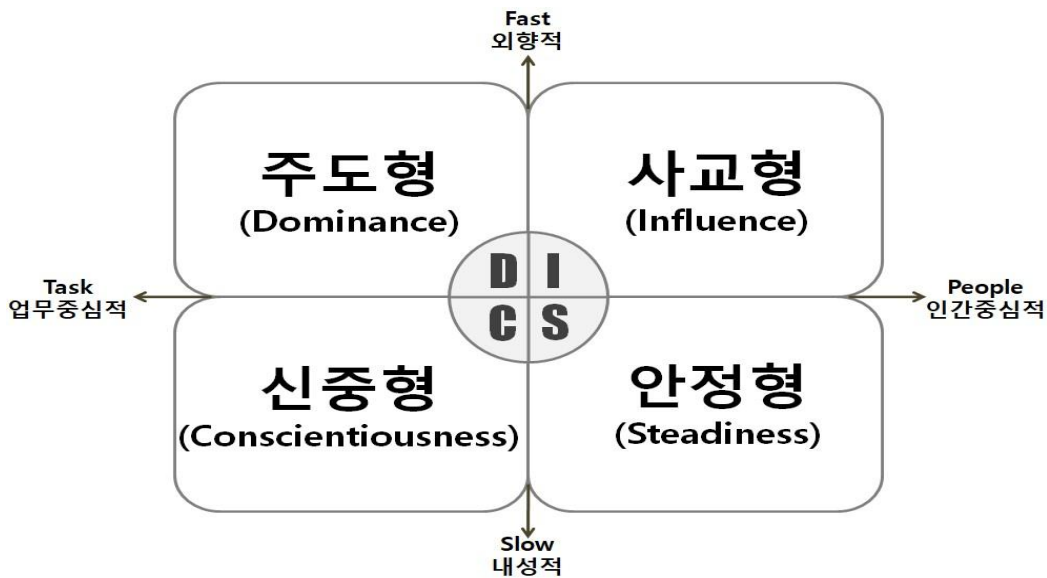 Fast
외향적
주도형
(Dominance)
사교형
(Influence)
D I
Task
업무중심적
People
인간중심적
C S
신중형
(Conscientiousness)
안정형
(Steadiness)
Slow
내성적